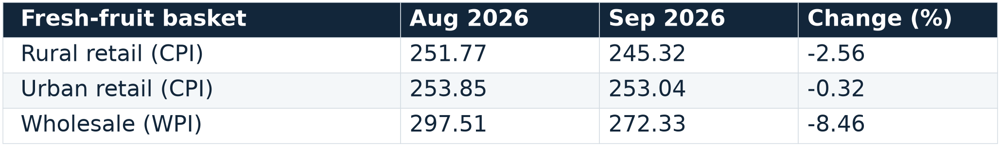 Fresh-fruit basket Aug 2026 Sep 2026 Change (%)
Rural retail (CPI) 251.77 245.32 -2.56
Urban retail (CPI) 253.85 253.04 -0.32
Wholesale (WPI) 297.51 272.33 -8.46